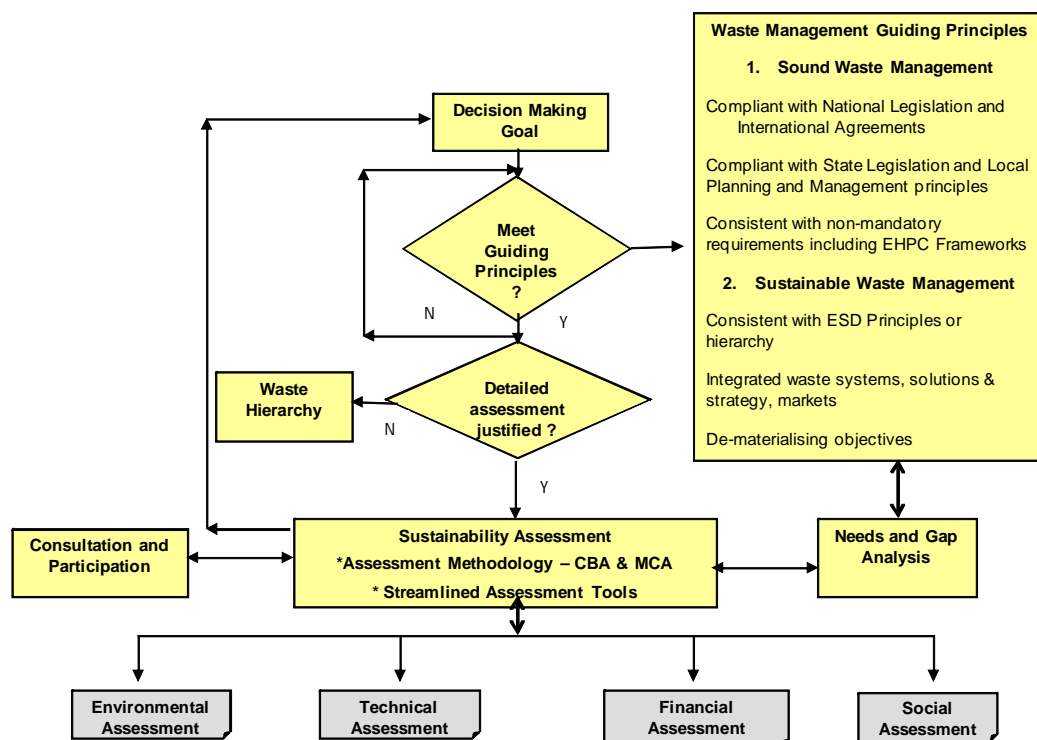 Waste Management Guiding Principles
1. Sound Waste Management
Compliant with National Legislation and
International Agreements
Compliant with State Legislation and Local
Planning and Management principles
Consistent with non-mandatory
requirements including EHPC Frameworks
2. Sustainable Waste Management
Consistent with ESD Principles or
hierarchy
Integrated waste systems, solutions &
strategy, markets
De-materialising objectives
Decision Making
Goal
Meet
Guiding
Principles
?
N
Y
Waste
Hierarchy
Detailed
assessment
justified ?
N
Y
Consultation and
Participation
Sustainability Assessment
*Assessment Methodology – CBA & MCA
* Streamlined Assessment Tools
Needs and Gap
Analysis
Environmental
Assessment
Technical
Assessment
Financial
Assessment
Social
Assessment